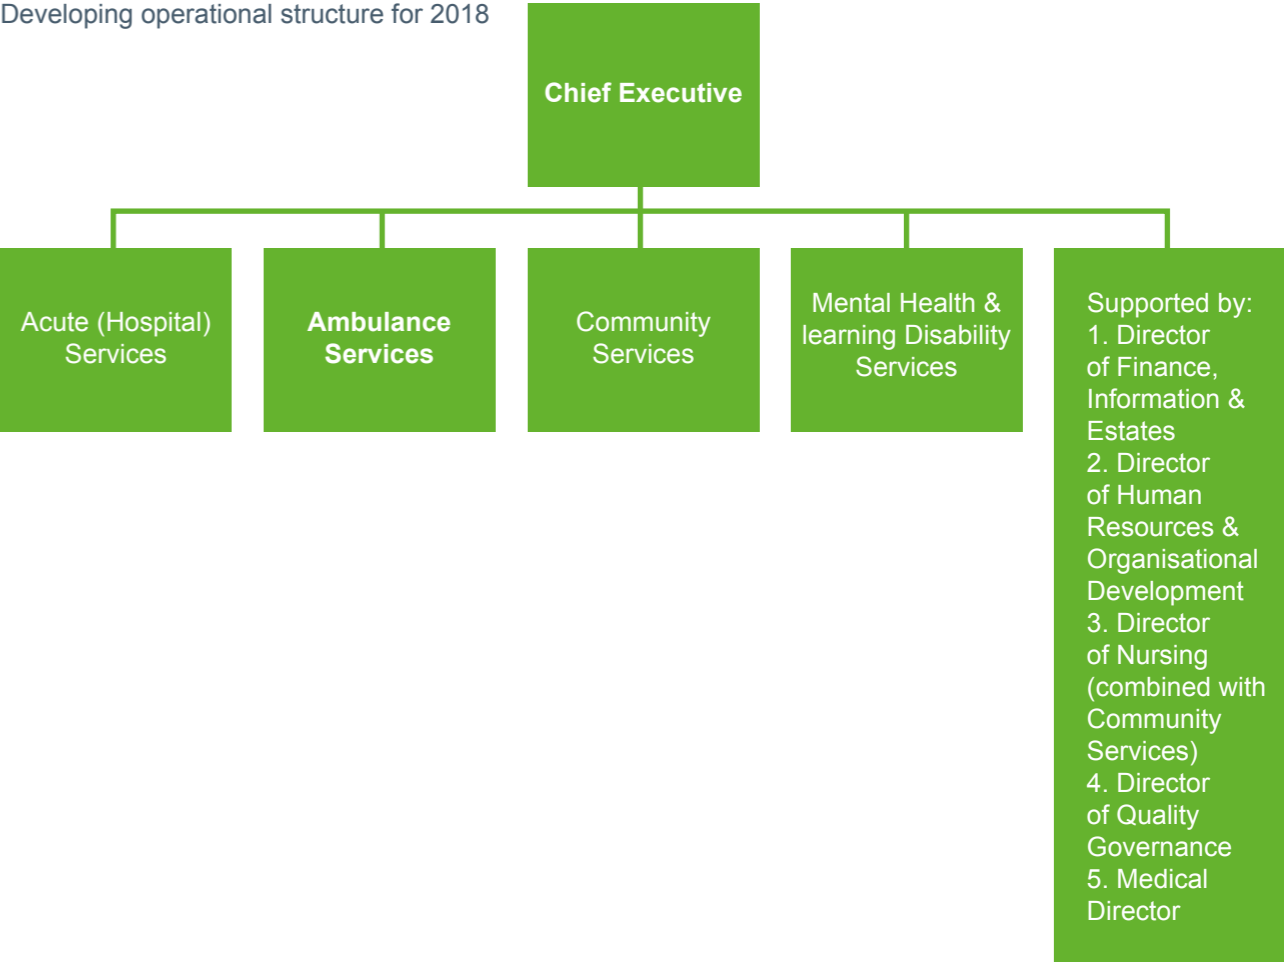 Developing operational structure for 2018
Chief Executive
Acute (Hospital)
Services
Ambulance
Services
Community
Services
Mental Health &
learning Disability
Services
Supported by:
1. Director
of Finance,
Information &
Estates
2. Director
of Human
Resources &
Organisational
Development
3. Director
of Nursing
(combined with
Community
Services)
4. Director
of Quality
Governance
5. Medical
Director